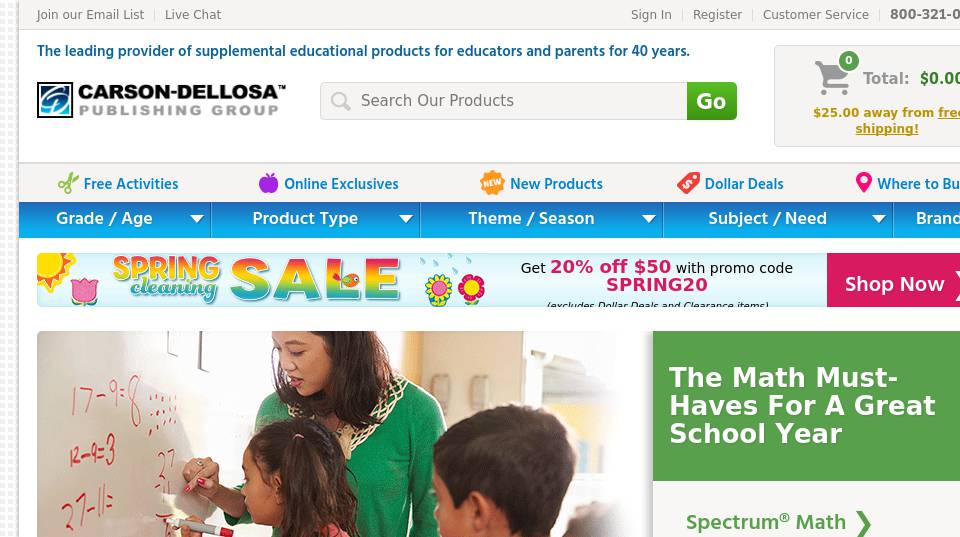 Join our Email List
Live Chat
Sign In
Register
Customer Service
800-321-0
The leading provider of supplemental educational products for educators and parents for 40 years.
CARSON-DELLOSA™
PUBLISHING GROUP
Search Our Products
Go
0
Total: $0.00
$25.00 away from free
shipping!
Free Activities
Online Exclusives
NEW
New Products
$
Dollar Deals
Where to Bu
Grade / Age
Product Type
Theme / Season
Subject / Need
Brand
SPRING
cleaning
SALE
Get 20% off $50 with promo code
SPRING20
(excludes Dollar Deals and Clearance items)
Shop Now
17-9=8
12-9=3
27-11=
27
The Math Must-
Haves For A Great
School Year
Spectrum® Math